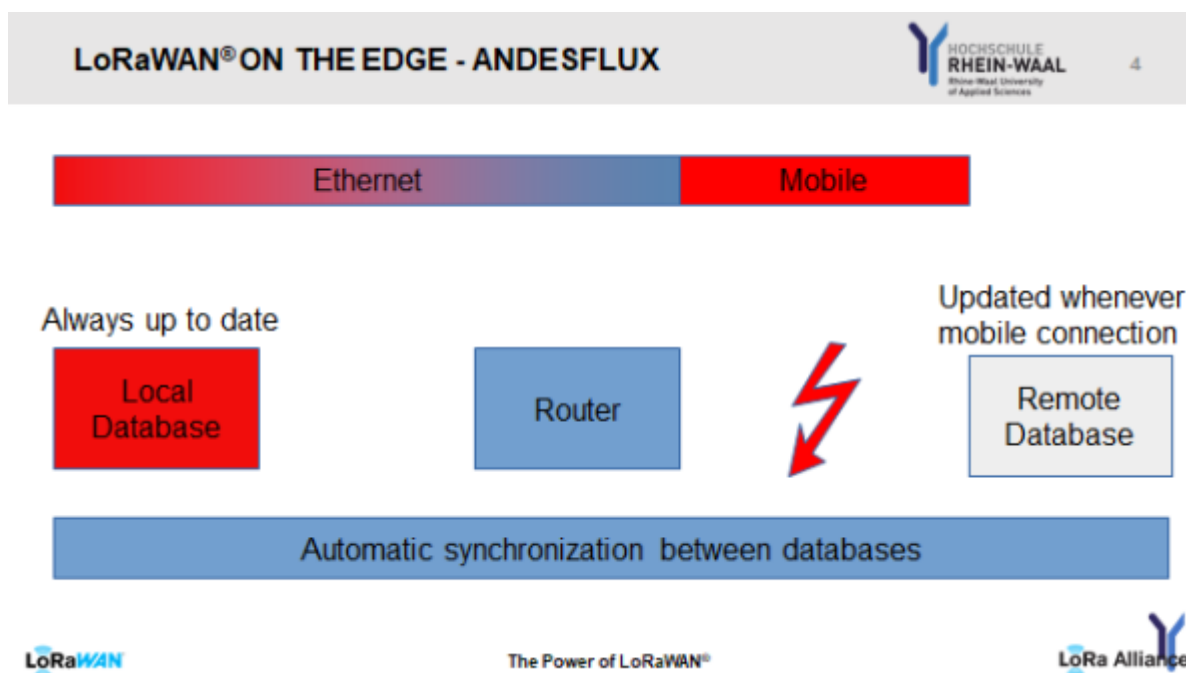 LoRaWAN® ON THE EDGE - ANDESFLUX
HOCHSCHULE
RHEIN-WAAL
Rhine-Waal University
of Applied Sciences
4
Ethernet
Mobile
Always up to date
Updated whenever
mobile connection
Local
Database
Router
Remote
Database
Automatic synchronization between databases
LoRaWAN
The Power of LoRaWAN®
LoRa Alliance